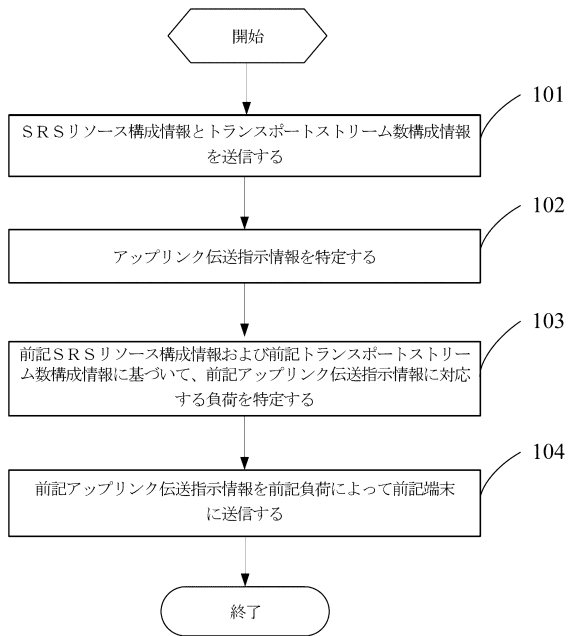 開始
101
ＳＲＳリソース構成情報とトランスポートストリーム数構成情報
を送信する
102
アップリンク伝送指示情報を特定する
103
前記ＳＲＳリソース構成情報および前記トランスポートストリー
ム数構成情報に基づいて、前記アップリンク伝送指示情報に対応
する負荷を特定する
104
前記アップリンク伝送指示情報を前記負荷によって前記端末
に送信する
終了